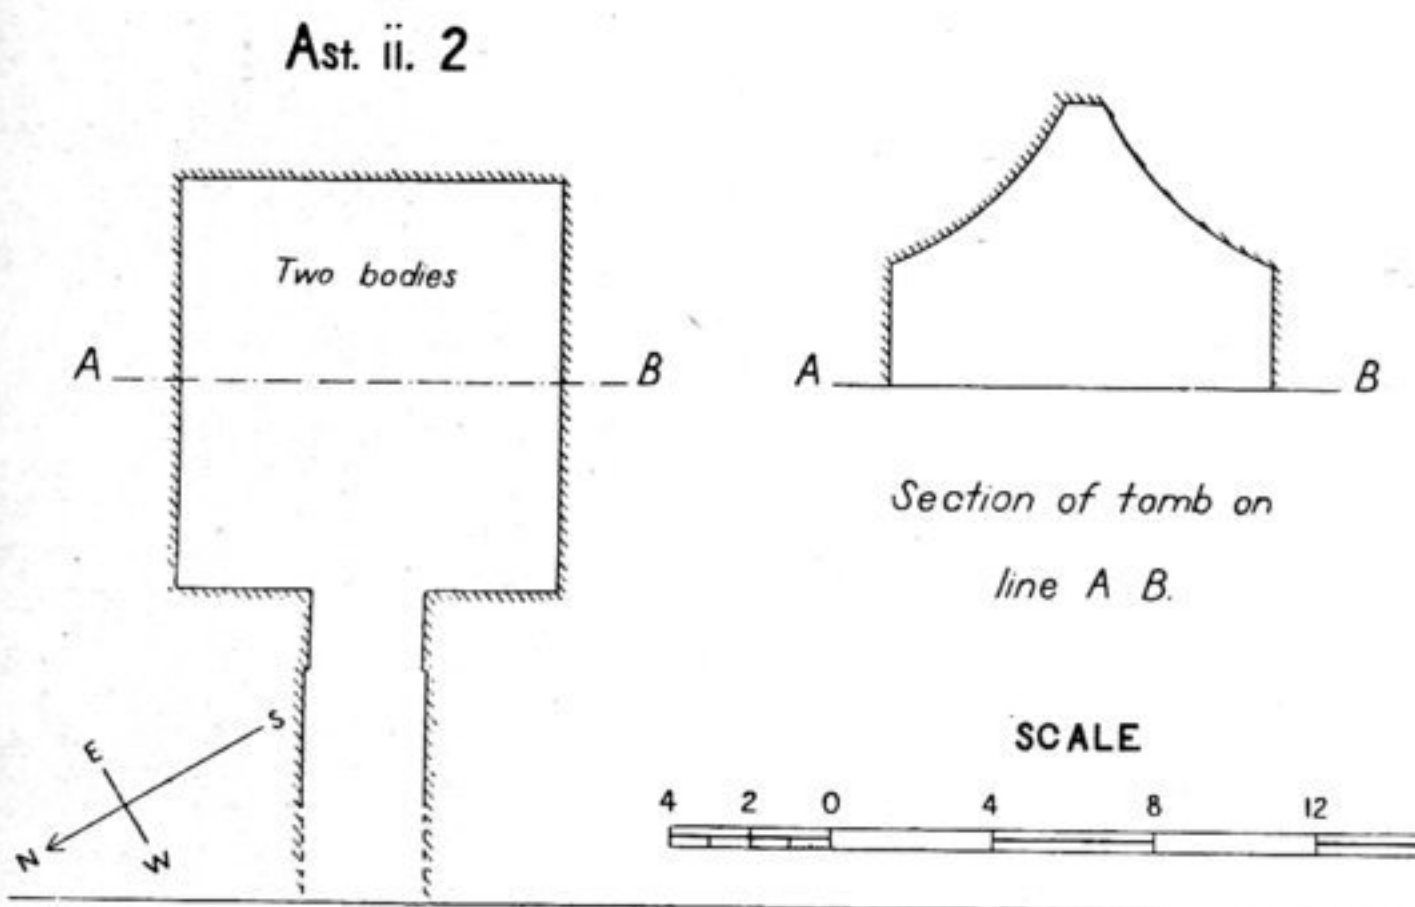 Ast. ii. 2
Two bodies
A B
A B
Section of tomb on
line A B.
S
E
N
W
SCALE
4 2 0 4 8 12